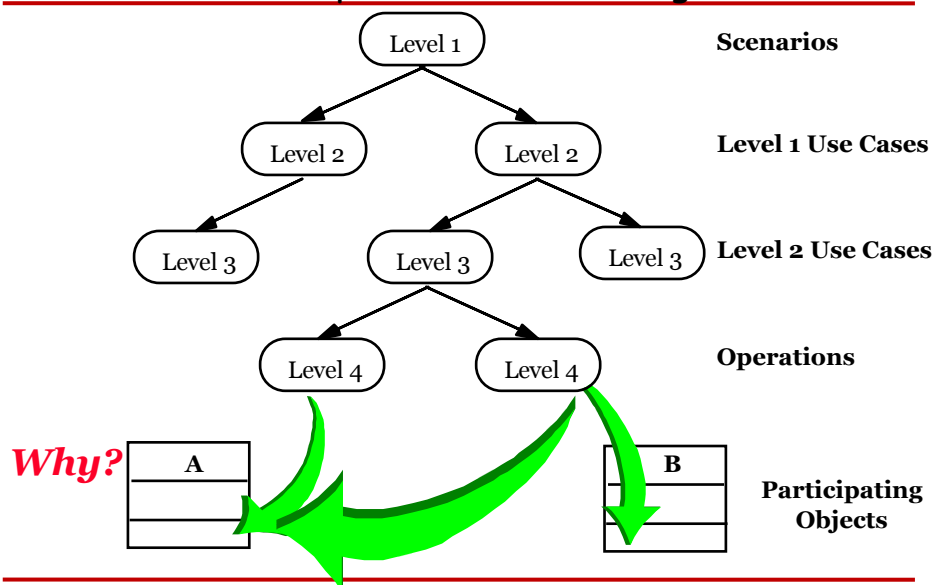 Level 1
Scenarios
Level 2
Level 2
Level 1 Use Cases
Level 3
Level 3
Level 3
Level 2 Use Cases
Level 4
Level 4
Operations
Why?
A
B
Participating
Objects